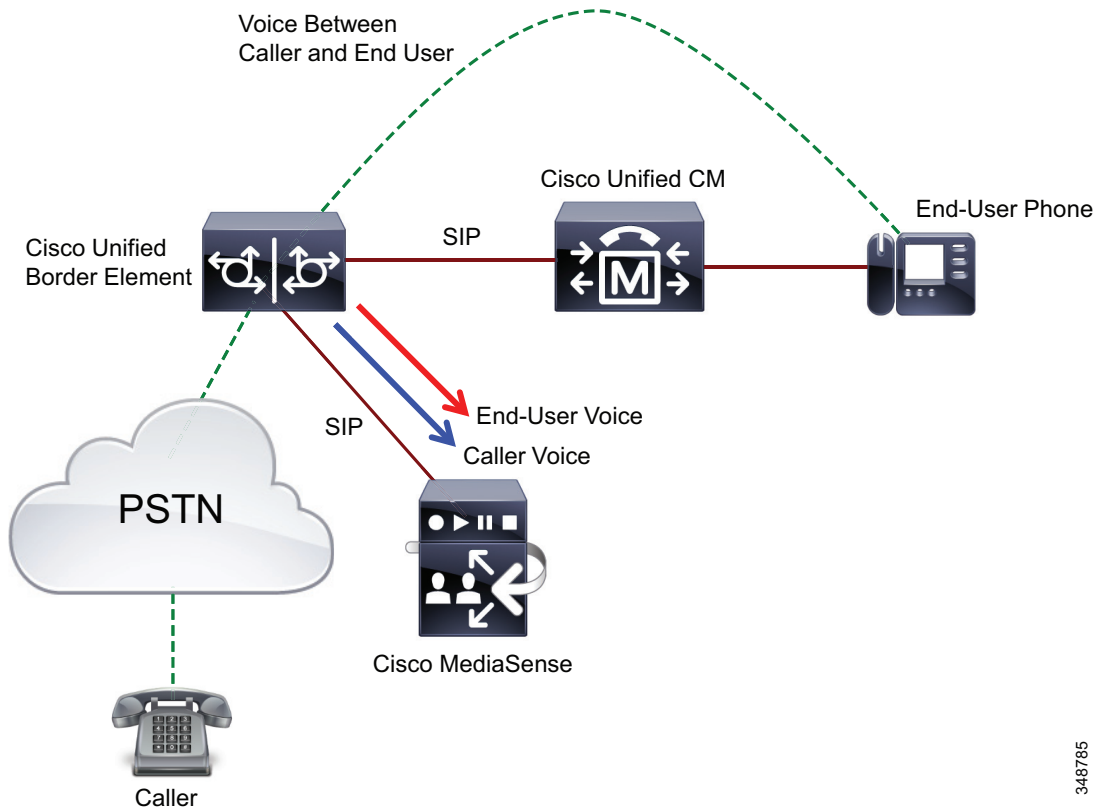 Voice Between
Caller and End User
Cisco Unified CM
End-User Phone
Cisco Unified
Border Element
SIP
M
SIP
End-User Voice
Caller Voice
PSTN
Cisco MediaSense
Caller
348785